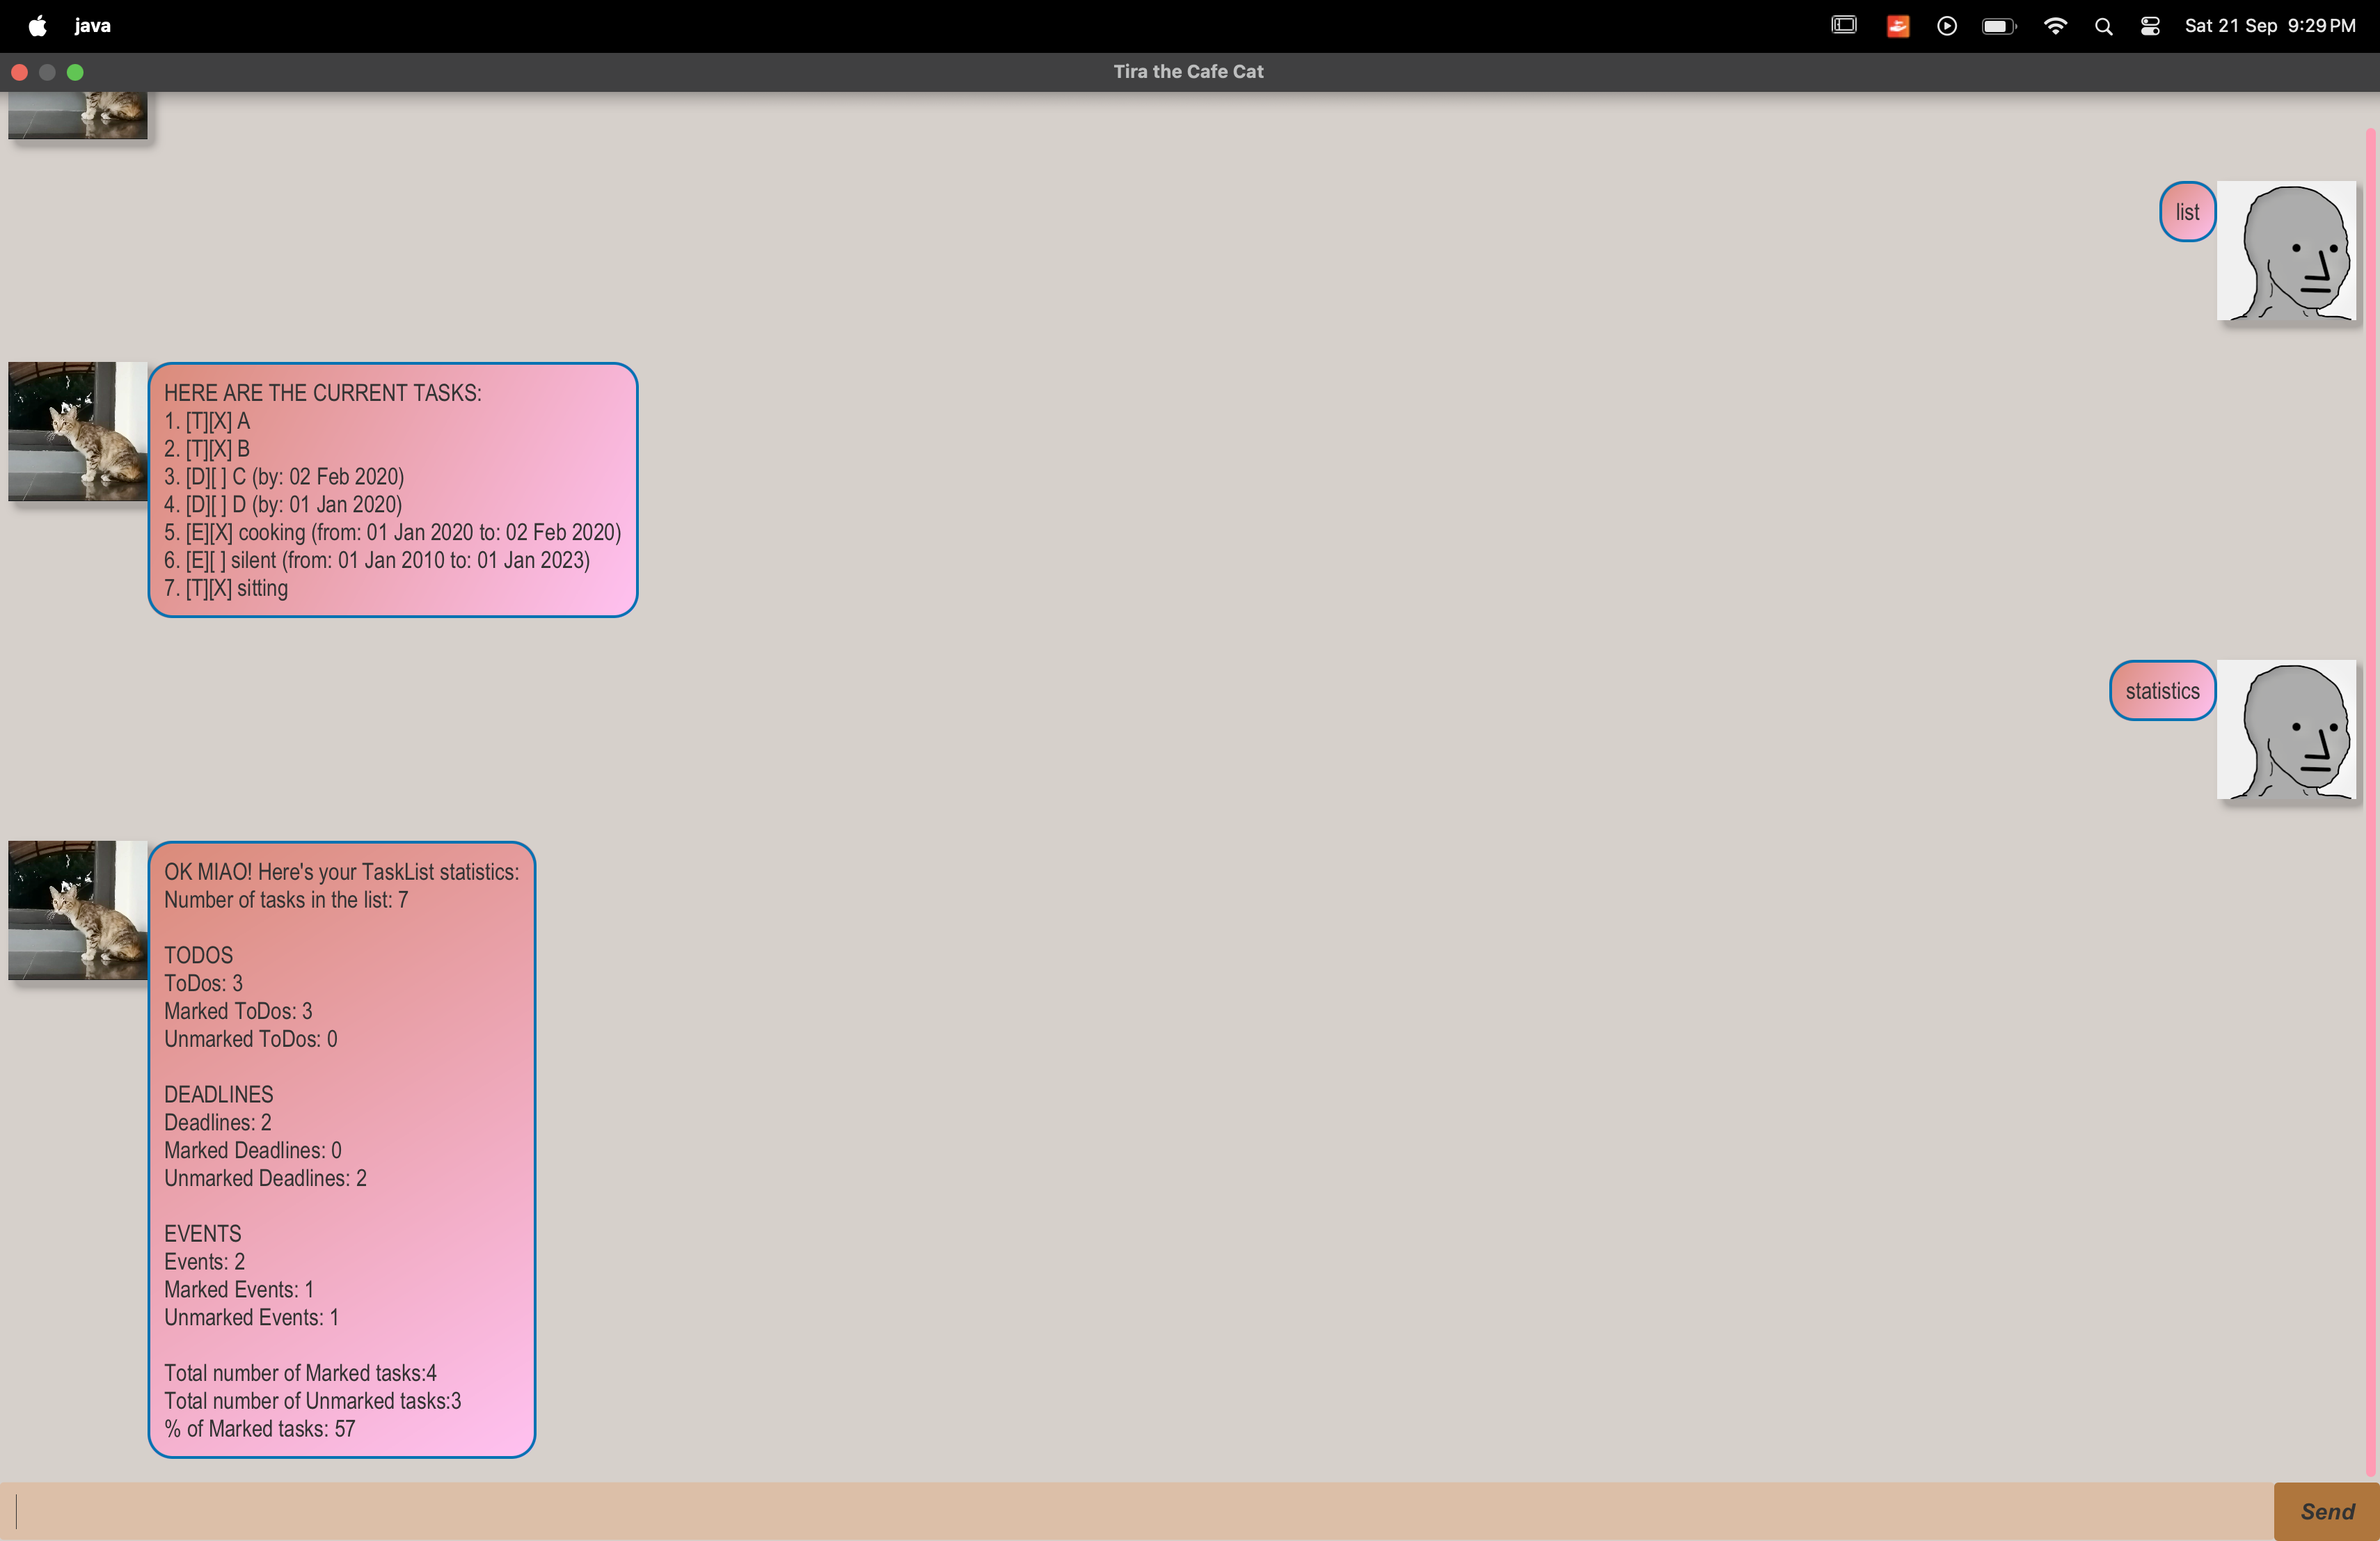 java
Sat 21 Sep 9:29 PM
Tira the Cafe Cat
list
HERE ARE THE CURRENT TASKS:
1. [T][X] A
2. [T][X] B
3. [D][ ] C (by: 02 Feb 2020)
4. [D][ ] D (by: 01 Jan 2020)
5. [E][X] cooking (from: 01 Jan 2020 to: 02 Feb 2020)
6. [E][ ] silent (from: 01 Jan 2010 to: 01 Jan 2023)
7. [T][X] sitting
statistics
OK MIAO! Here's your TaskList statistics:
Number of tasks in the list: 7
TODOS
ToDos: 3
Marked ToDos: 3
Unmarked ToDos: 0
DEADLINES
Deadlines: 2
Marked Deadlines: 0
Unmarked Deadlines: 2
EVENTS
Events: 2
Marked Events: 1
Unmarked Events: 1
Total number of Marked tasks:4
Total number of Unmarked tasks:3
% of Marked tasks: 57
Send